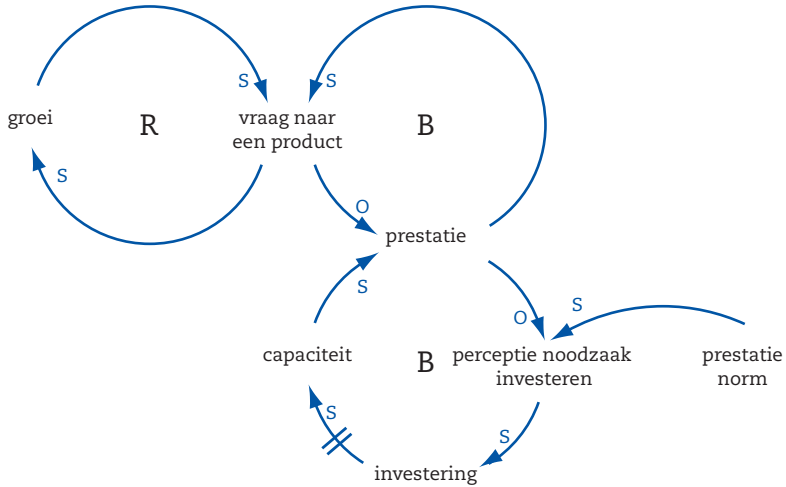 S
S
groei
R
vraag naar
een product
B
S
O
prestatie
S
O
S
capaciteit
B
perceptie noodzaak
investeren
prestatie
norm
S
S
investering